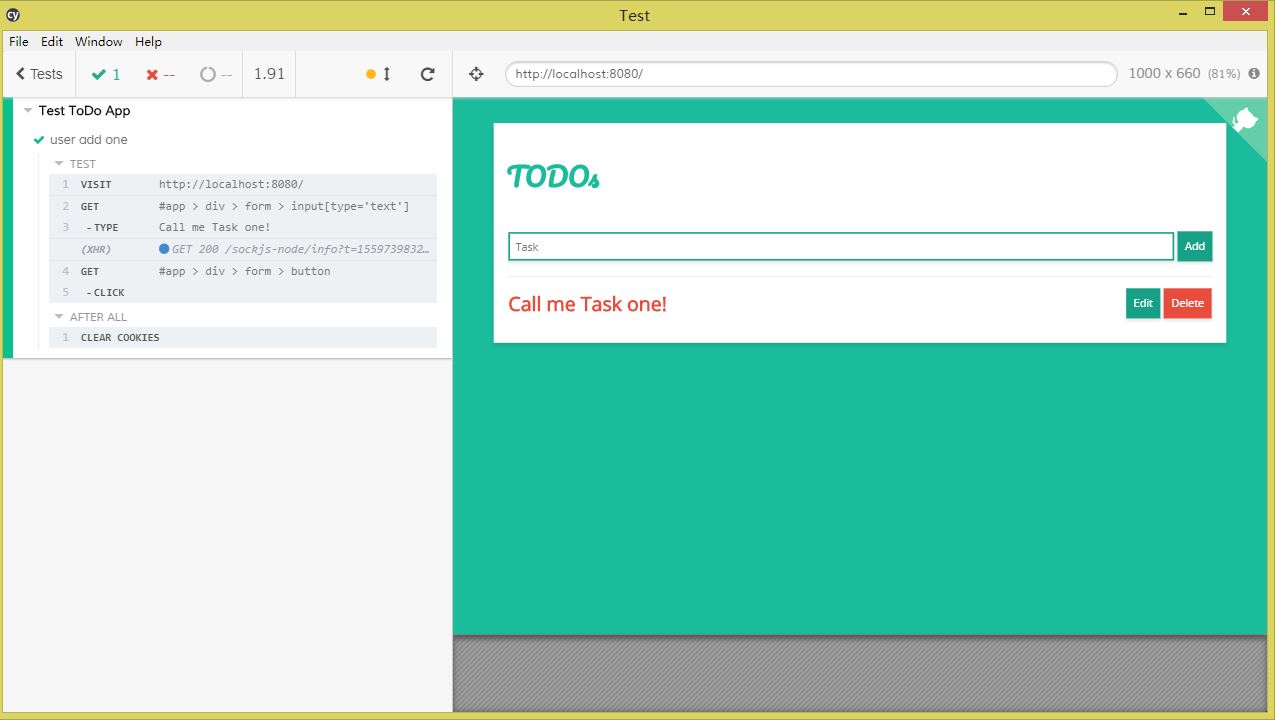 cy Test
File Edit Window Help
Tests 1 -- -- 1.91 http://localhost:8080/ 1000 x 660 (81%)
Test ToDo App
user add one
TEST
1 VISIT http://localhost:8080/
2 GET #app > div > form > input[type='text']
3 -TYPE Call me Task one!
(XHR) GET 200 /sockjs-node/info?t=1559739832…
4 GET #app > div > form > button
5 -CLICK
AFTER ALL
1 CLEAR COOKIES
TODOs
Task Add
Call me Task one! Edit Delete